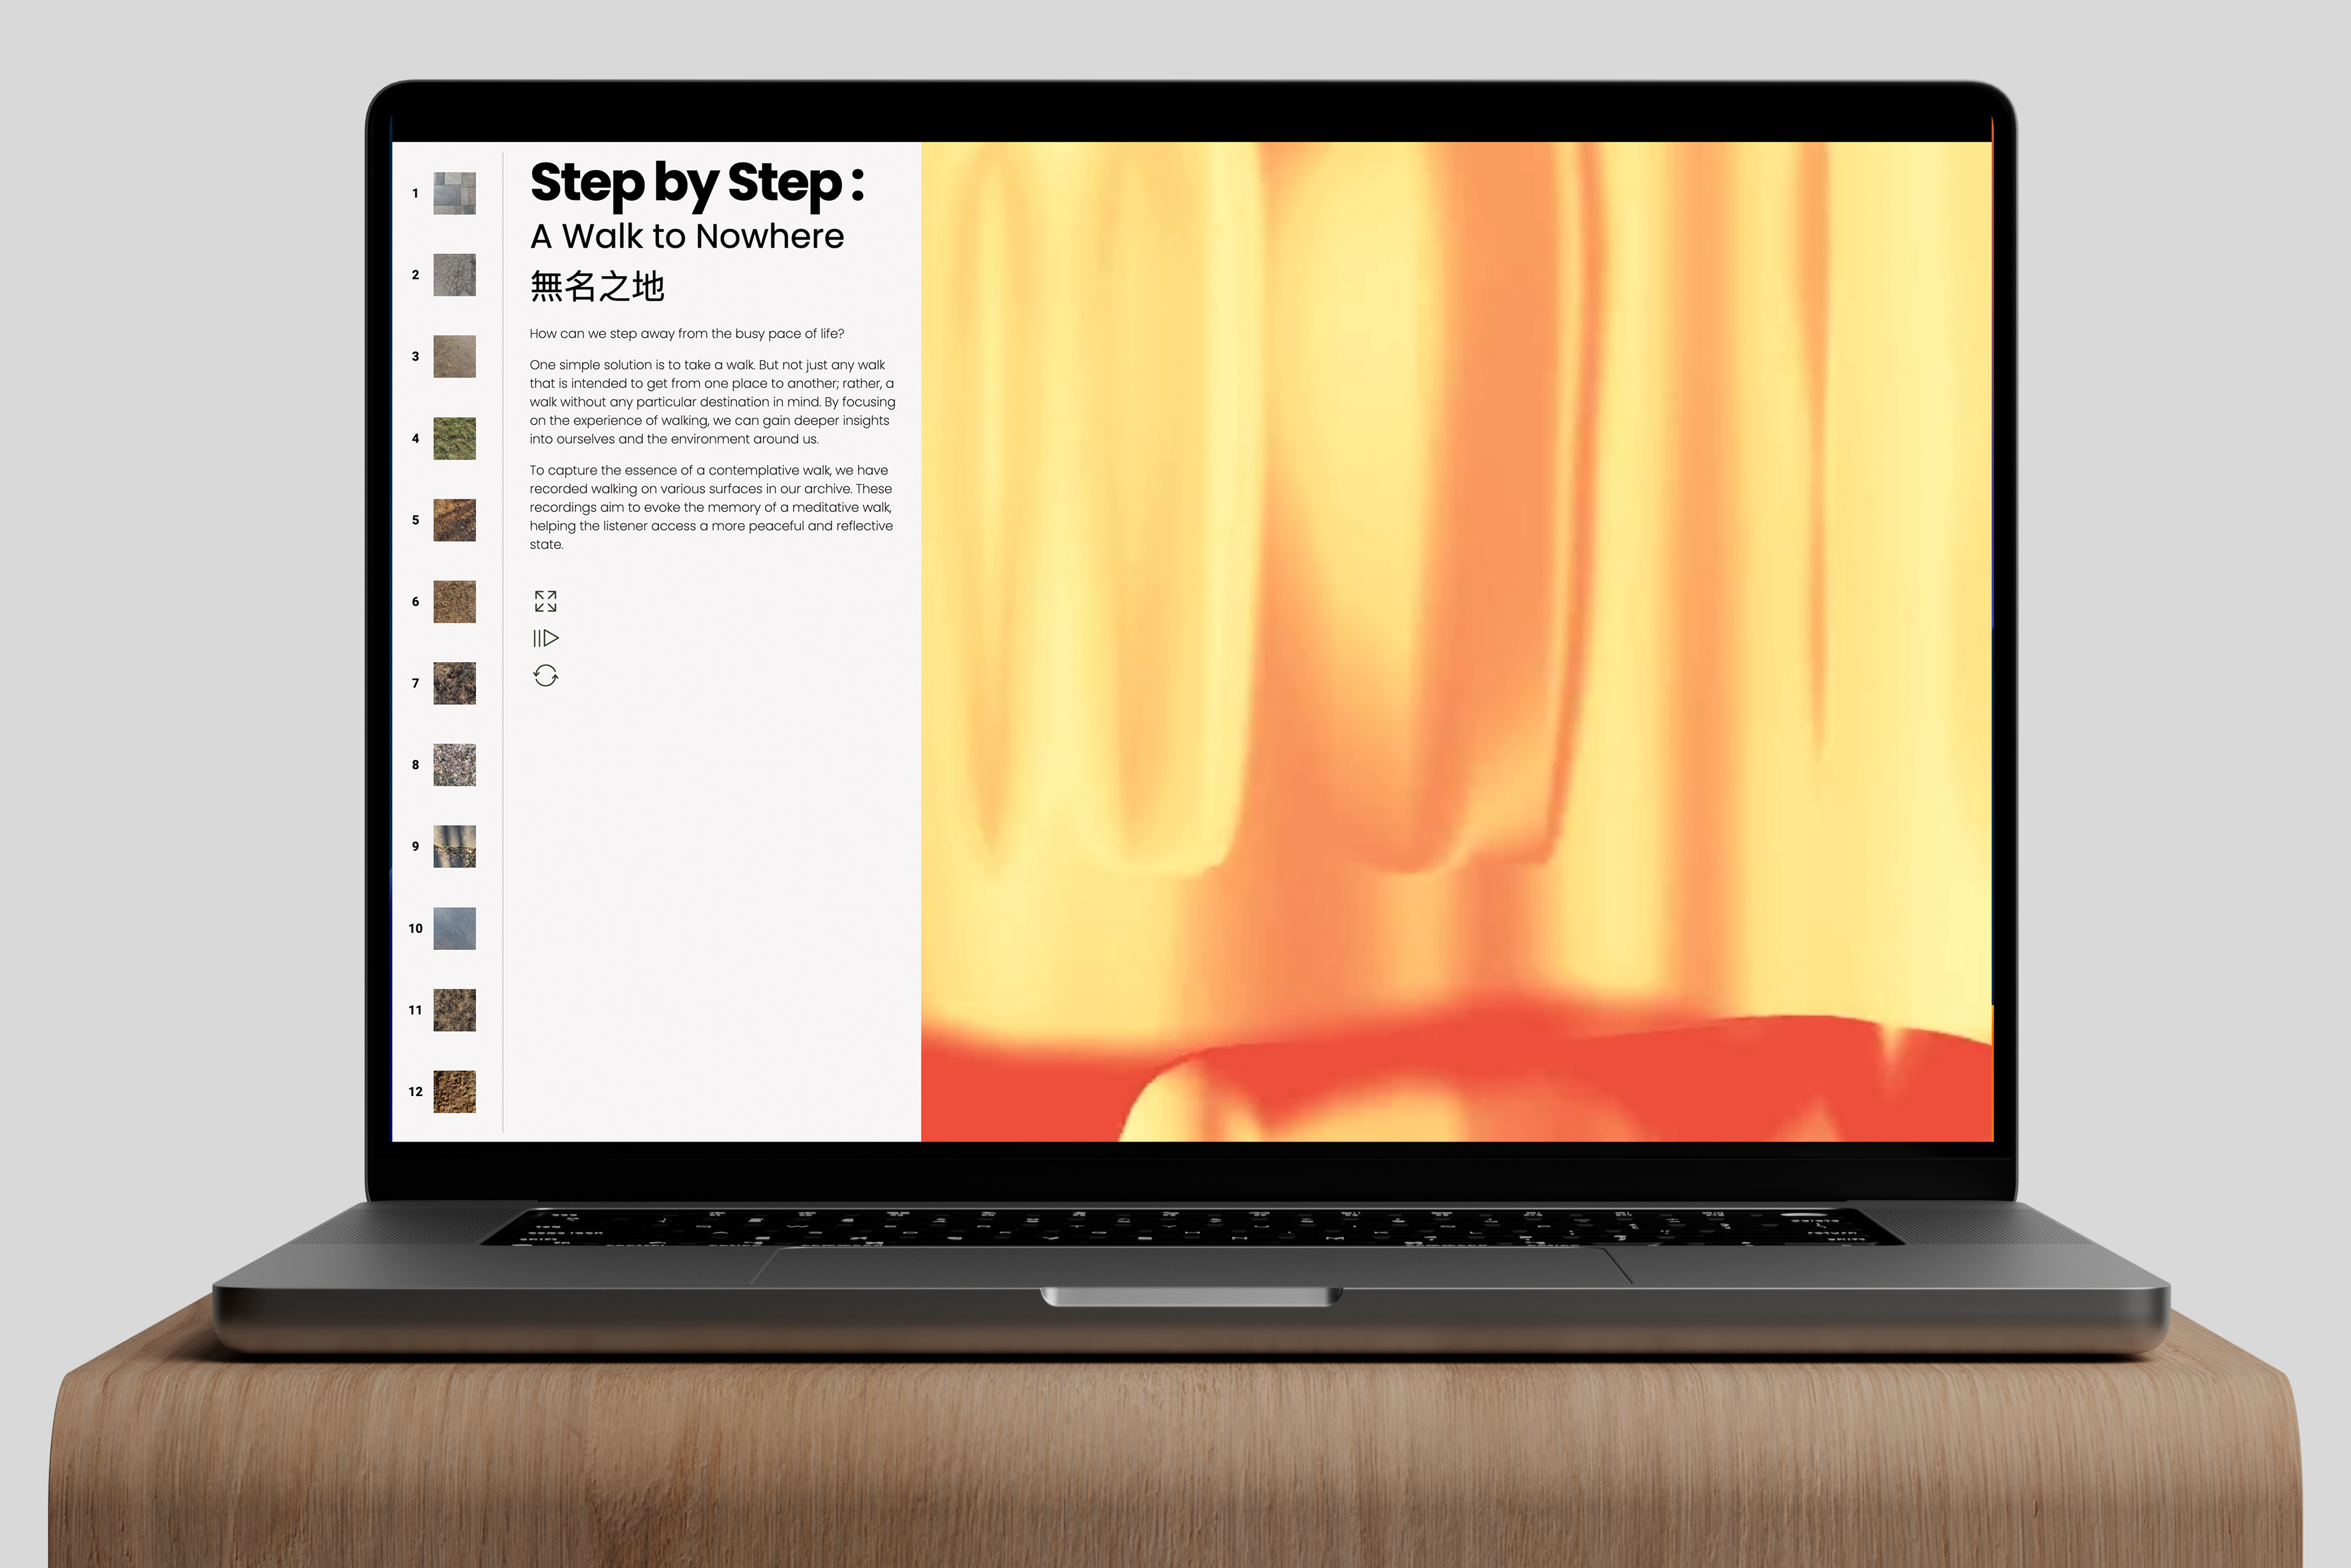 Step by Step :
A Walk to Nowhere
無名之地
How can we step away from the busy pace of life?
One simple solution is to take a walk. But not just any walk
that is intended to get from one place to another; rather, a
walk without any particular destination in mind. By focusing
on the experience of walking, we can gain deeper insights
into ourselves and the environment around us.
To capture the essence of a contemplative walk, we have
recorded walking on various surfaces in our archive. These
recordings aim to evoke the memory of a meditative walk,
helping the listener access a more peaceful and reflective
state.
1
2
3
4
5
6
7
8
9
10
11
12